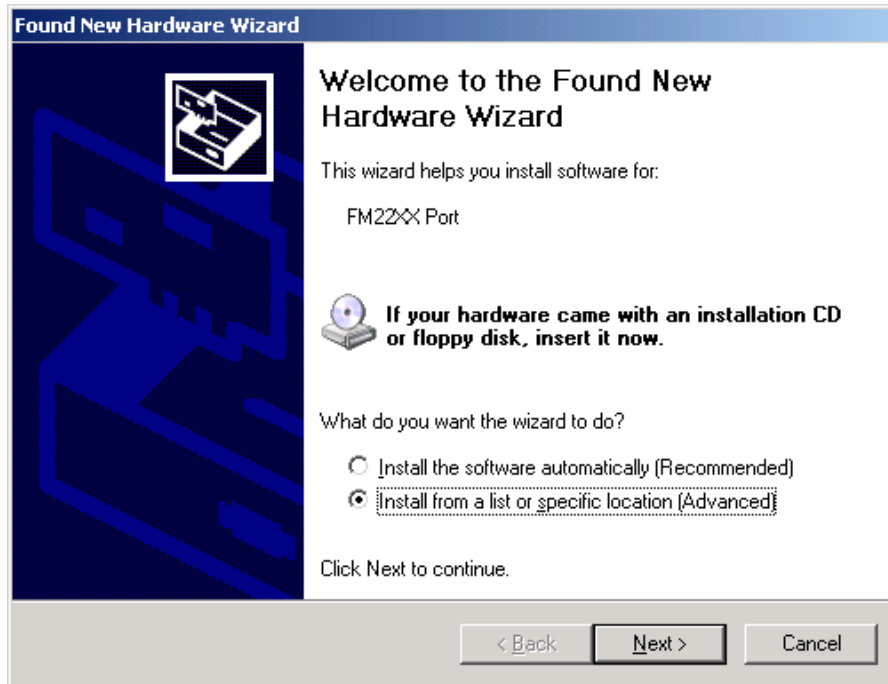 Found New Hardware Wizard
Welcome to the Found New
Hardware Wizard
This wizard helps you install software for:
FM22XX Port
If your hardware came with an installation CD
or floppy disk, insert it now.
What do you want the wizard to do?
Install the software automatically (Recommended)
Install from a list or specific location (Advanced)
Click Next to continue.
< Back
Next >
Cancel